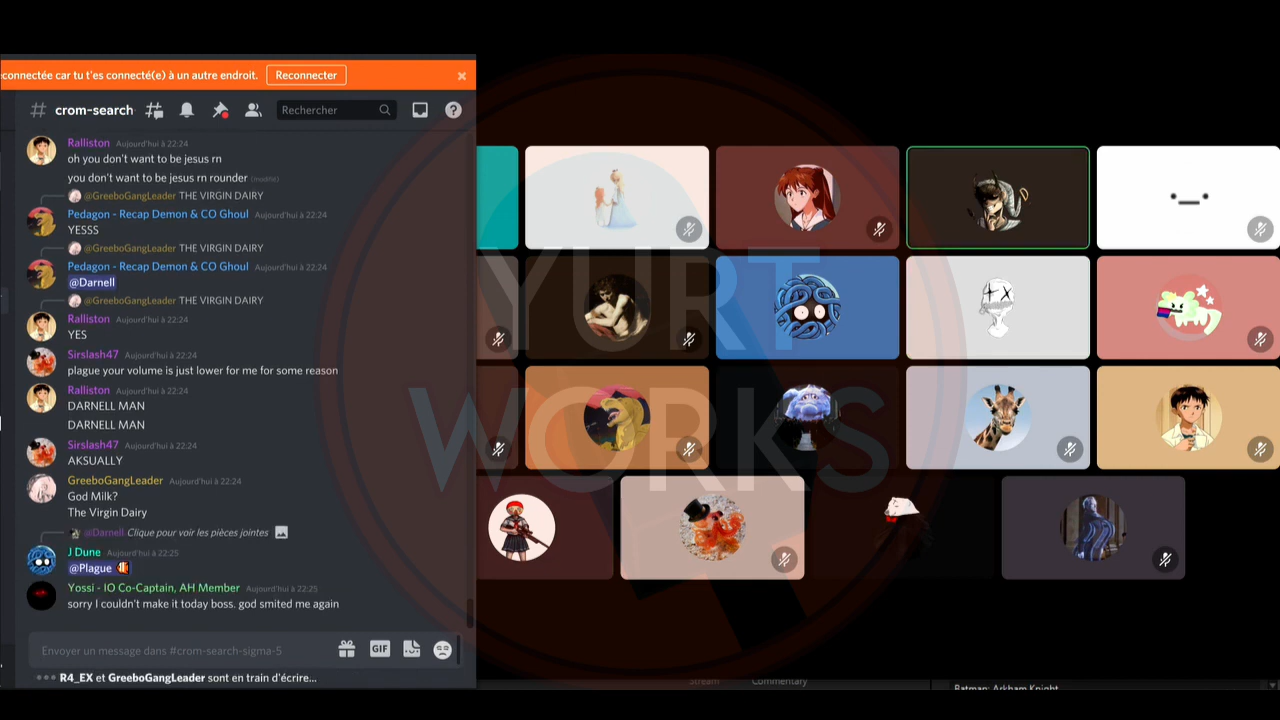 connectée car tu t'es connecté(e) à un autre endroit. Reconnecter
crom-search
Rechercher
Ralliston Aujourd'hui à 22:24
oh you don't want to be jesus rn
you don't want to be jesus rn rounder (modifié)
@GreeboGangLeader THE VIRGIN DAIRY
Pedagon - Recap Demon & CO Ghoul Aujourd'hui à 22:24
YESSS
@GreeboGangLeader THE VIRGIN DAIRY
Pedagon - Recap Demon & CO Ghoul Aujourd'hui à 22:24
@Darnell
@GreeboGangLeader THE VIRGIN DAIRY
Ralliston Aujourd'hui à 22:24
YES
Sirslash47 Aujourd'hui à 22:24
plague your volume is just lower for me for some reason
Ralliston Aujourd'hui à 22:24
DARNELL MAN
DARNELL MAN
Sirslash47 Aujourd'hui à 22:24
AKSUALLY
GreeboGangLeader Aujourd'hui à 22:24
God Milk?
The Virgin Dairy
@Darnell Clique pour voir les pièces jointes
J Dune Aujourd'hui à 22:25
@Plague
Yossi - IO Co-Captain, AH Member Aujourd'hui à 22:25
sorry I couldn't make it today boss. god smited me again
Envoyer un message dans #crom-search-sigma-5
GIF
R4_EX et GreeboGangLeader sont en train d'écrire...
YURT
WORKS
Stream Commentary
Batman: Arkham Knight